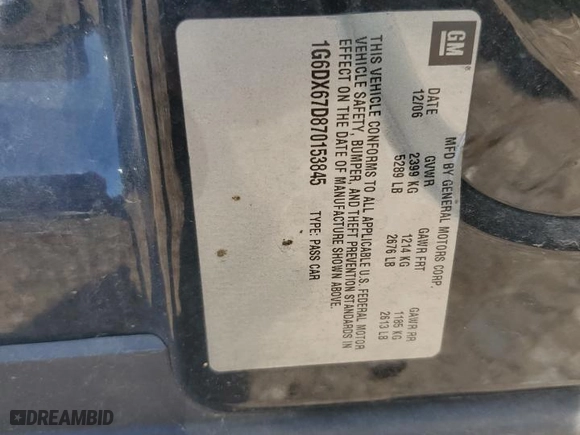 GM
MFD BY GENERAL MOTORS CORP.
DATE GVWR GAWR FRT GAWR RR
12/06 2399 KG 1214 KG 1185 KG
5289 LB 2676 LB 2613 LB
THIS VEHICLE CONFORMS TO ALL APPLICABLE U.S. FEDERAL MOTOR
VEHICLE SAFETY, BUMPER, AND THEFT PREVENTION STANDARDS IN
EFFECT ON THE DATE OF MANUFACTURE SHOWN ABOVE.
1G6DX67D870153845 TYPE: PASS CAR
DREAMBID